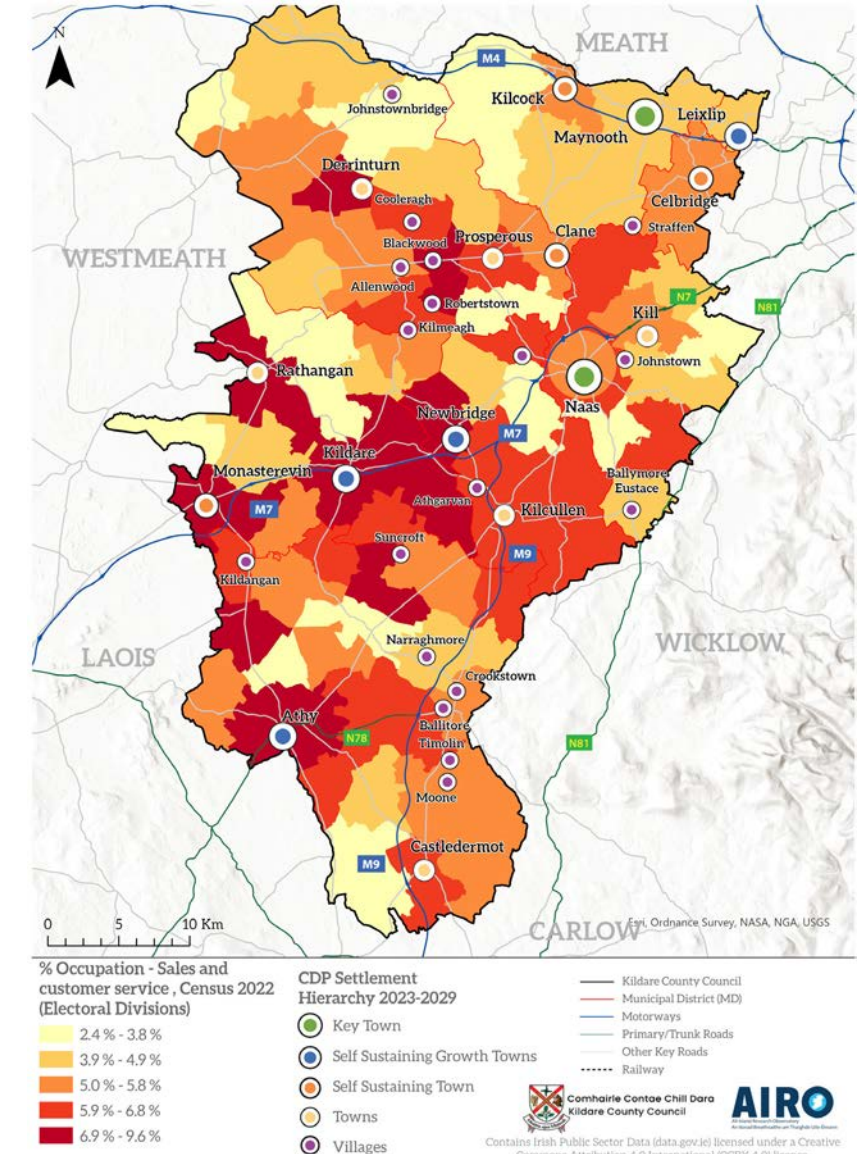 N
MEATH
M4
Johnstownbridge
Kilcock
Leixlip
Maynooth
Derrinturn
Celbridge
Cooleragh
Straffen
Blackwood
Prosperous
Clane
WESTMEATH
Allenwood
N7
N81
Robertstown
Kill
Kilmeagh
Johnstown
Rathangan
Naas
Newbridge
M7
Kildare
Monasterevin
Ballymore
Eustace
Athgarvan
Kilcullen
M7
Suncroft
M9
Kildangan
Narraghmore
WICKLOW
LAOIS
Crookstown
Athy
Ballitore
N78
Timolin
N81
Moone
Castledermot
M9
0 5 10 Km
CARLOW
Esri, Ordnance Survey, NASA, NGA, USGS
% Occupation - Sales and
customer service , Census 2022
(Electoral Divisions)
2.4 % - 3.8 %
3.9 % - 4.9 %
5.0 % - 5.8 %
5.9 % - 6.8 %
6.9 % - 9.6 %
CDP Settlement
Hierarchy 2023-2029
Key Town
Self Sustaining Growth Towns
Self Sustaining Town
Towns
Villages
Kildare County Council
Municipal District (MD)
Motorways
Primary/Trunk Roads
Other Key Roads
Railway
Comhairle Contae Chill Dara
Kildare County Council
AIRO
Contains Irish Public Sector Data (data.gov.ie) licensed under a Creative